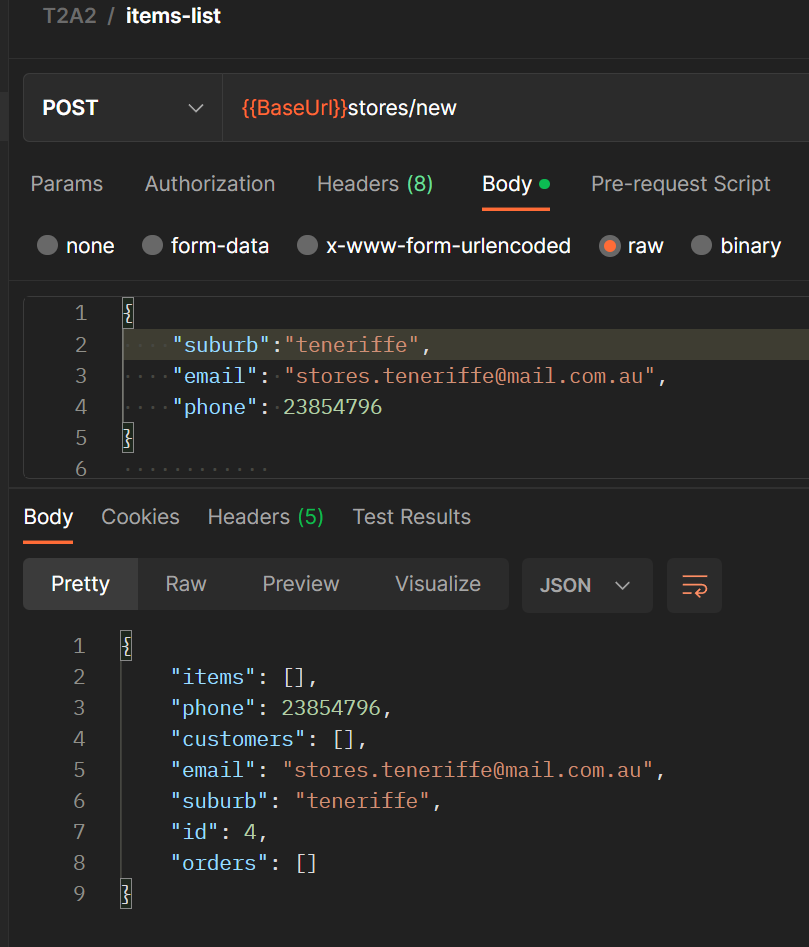 T2A2 / items-list
POST {{BaseUrl}}stores/new
Params Authorization Headers (8) Body Pre-request Script
none form-data x-www-form-urlencoded raw binary
1 {
2 "suburb":"teneriffe",
3 "email": "stores.teneriffe@mail.com.au",
4 "phone": 23854796
5 }
6
Body Cookies Headers (5) Test Results
Pretty Raw Preview Visualize JSON
1 {
2 "items": [],
3 "phone": 23854796,
4 "customers": [],
5 "email": "stores.teneriffe@mail.com.au",
6 "suburb": "teneriffe",
7 "id": 4,
8 "orders": []
9 }